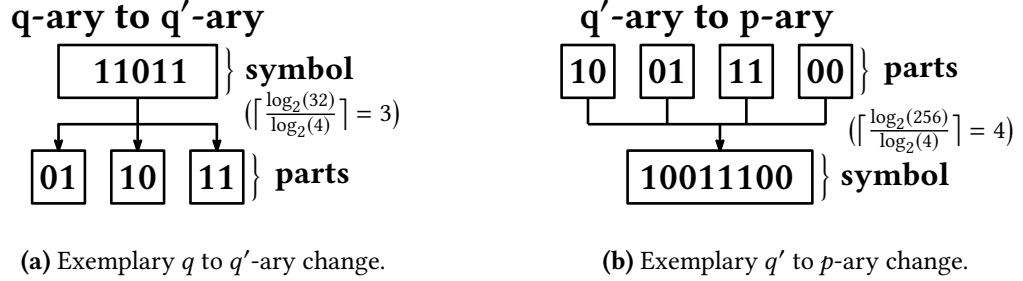 q-ary to q′-ary
11011 } symbol
(⌈log₂(32)/log₂(4)⌉ = 3)
01 10 11 } parts
(a) Exemplary q to q′-ary change.
q′-ary to p-ary
10 01 11 00 } parts
(⌈log₂(256)/log₂(4)⌉ = 4)
10011100 } symbol
(b) Exemplary q′ to p-ary change.